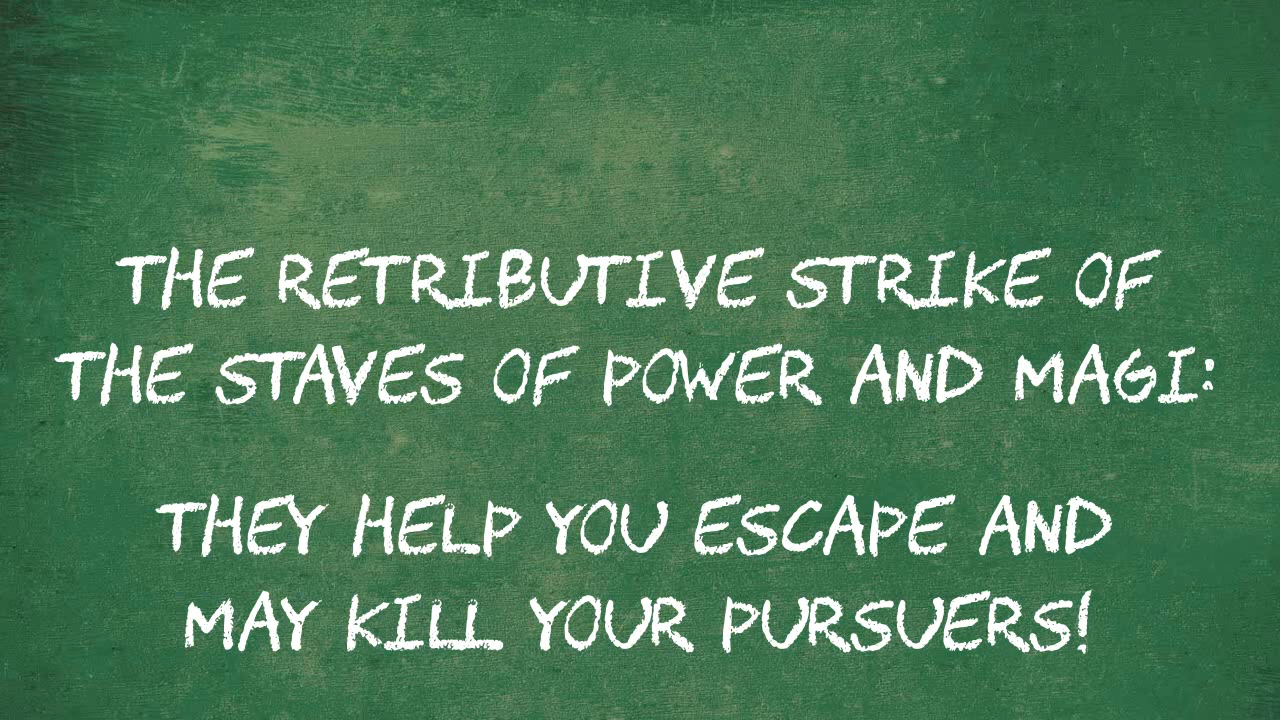 THE RETRIBUTIVE STRIKE OF
THE STAVES OF POWER AND MAGI:
THEY HELP YOU ESCAPE AND
MAY KILL YOUR PURSUERS!